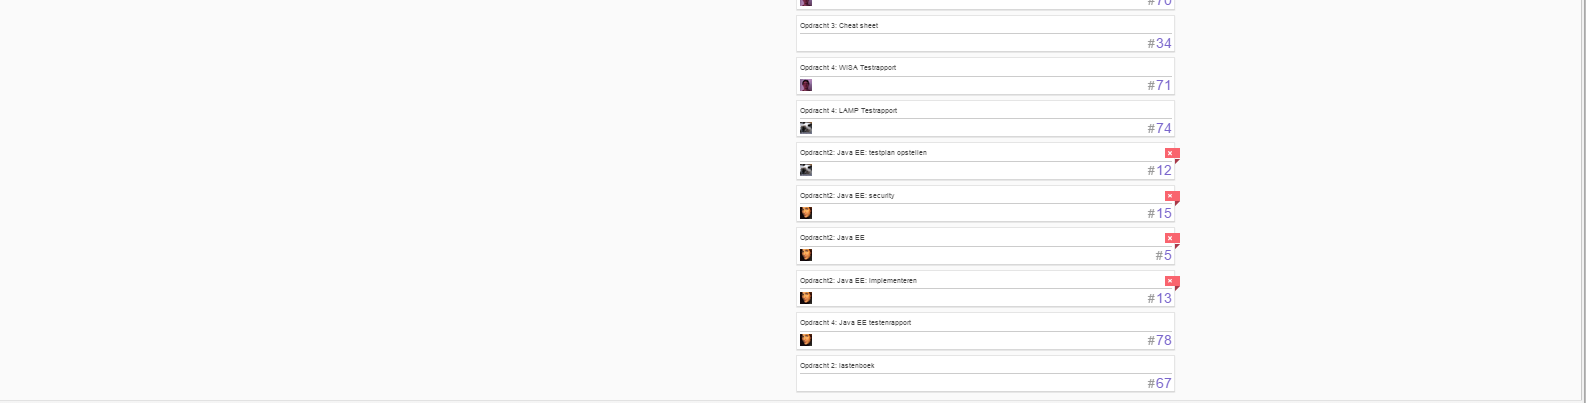 #70
Opdracht 3: Cheat sheet
#34
Opdracht 4: WISA Testrapport
#71
Opdracht 4: LAMP Testrapport
#74
Opdracht2: Java EE: testplan opstellen
#12
Opdracht2: Java EE: security
#15
Opdracht2: Java EE
#5
Opdracht2: Java EE: implementeren
#13
Opdracht 4: Java EE testenrapport
#78
Opdracht 2: lastenboek
#67